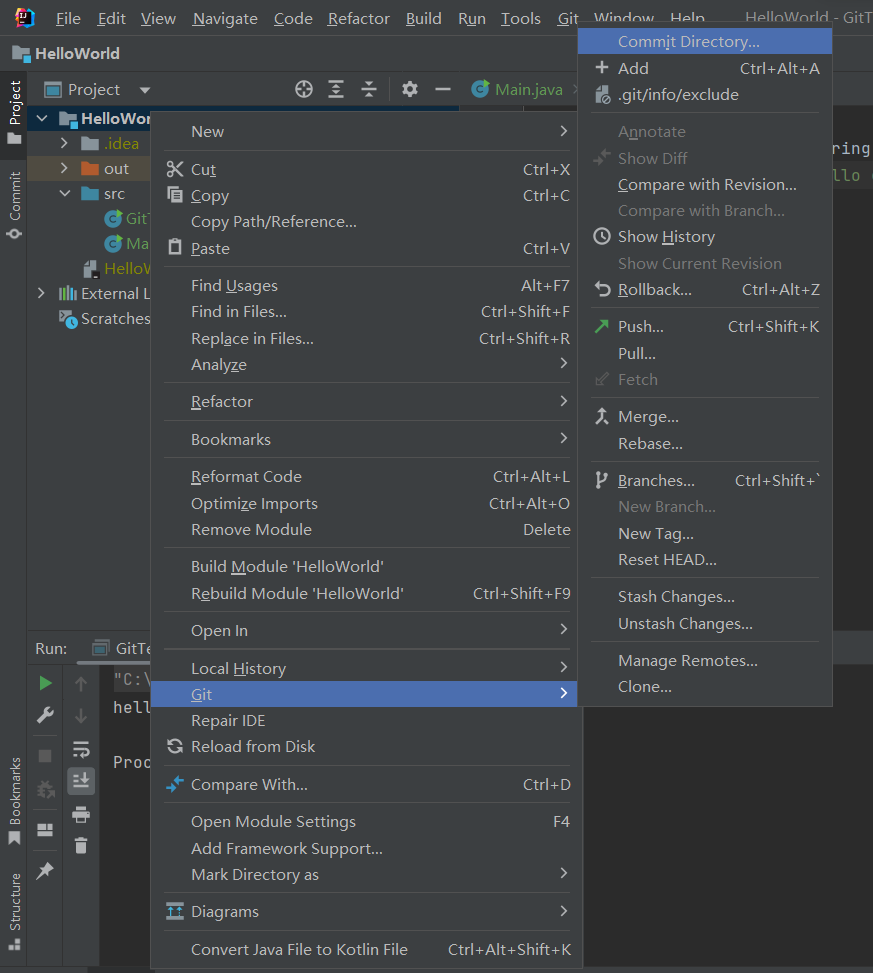 File Edit View Navigate Code Refactor Build Run Tools Git Window Help HelloWorld - GitT
HelloWorld
Project
Main.java
Project
Commit
Bookmarks
Structure
HelloWor
.idea
out
src
GitT
Ma
HelloW
External L
Scratches
ring
llo
Run: GitTe
"C:\
hell
Proc
New
Cut Ctrl+X
Copy Ctrl+C
Copy Path/Reference...
Paste Ctrl+V
Find Usages Alt+F7
Find in Files... Ctrl+Shift+F
Replace in Files... Ctrl+Shift+R
Analyze
Refactor
Bookmarks
Reformat Code Ctrl+Alt+L
Optimize Imports Ctrl+Alt+O
Remove Module Delete
Build Module 'HelloWorld'
Rebuild Module 'HelloWorld' Ctrl+Shift+F9
Open In
Local History
Git
Repair IDE
Reload from Disk
Compare With... Ctrl+D
Open Module Settings F4
Add Framework Support...
Mark Directory as
Diagrams
Convert Java File to Kotlin File Ctrl+Alt+Shift+K
Commit Directory...
Add Ctrl+Alt+A
.git/info/exclude
Annotate
Show Diff
Compare with Revision...
Compare with Branch...
Show History
Show Current Revision
Rollback... Ctrl+Alt+Z
Push... Ctrl+Shift+K
Pull...
Fetch
Merge...
Rebase...
Branches... Ctrl+Shift+`
New Branch...
New Tag...
Reset HEAD...
Stash Changes...
Unstash Changes...
Manage Remotes...
Clone...